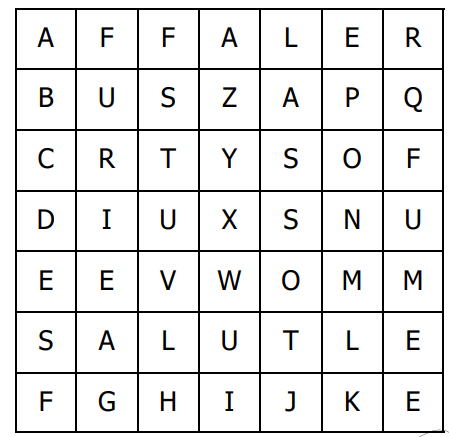 A F F A L E R
B U S Z A P Q
C R T Y S O F
D I U X S N U
E E V W O M M
S A L U T L E
F G H I J K E